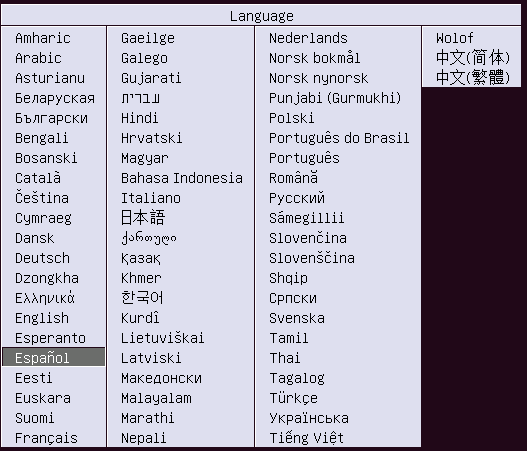 Language
Amharic
Arabic
Asturianu
Беларуская
Български
Bengali
Bosanski
Català
Čeština
Cymraeg
Dansk
Deutsch
Dzongkha
Ελληνικά
English
Esperanto
Español
Eesti
Euskara
Suomi
Français
Gaeilge
Galego
Gujarati
עברית
Hindi
Hrvatski
Magyar
Bahasa Indonesia
Italiano
日本語
ქართული
Қазақ
Khmer
한국어
Kurdî
Lietuviškai
Latviski
Македонски
Malayalam
Marathi
Nepali
Nederlands
Norsk bokmål
Norsk nynorsk
Punjabi (Gurmukhi)
Polski
Português do Brasil
Português
Română
Русский
Sámegillii
Slovenčina
Slovenščina
Shqip
Српски
Svenska
Tamil
Thai
Tagalog
Türkçe
Українська
Tiếng Việt
Wolof
中文(简体)
中文(繁體)